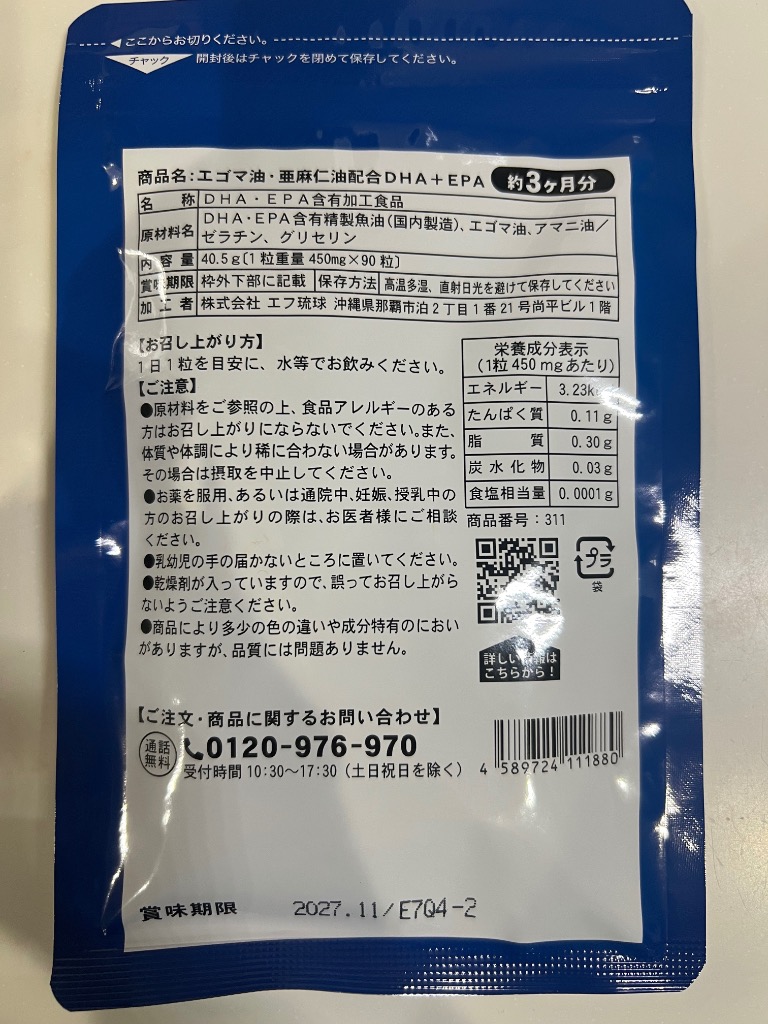 ◀ここからお切りください。
チャック 開封後はチャックを閉めて保存してください。
商品名:エゴマ油・亜麻仁油配合DHA+EPA 約3ヶ月分
名 称 DHA・EPA含有加工食品
原材料名 DHA・EPA含有精製魚油(国内製造)、エゴマ油、アマニ油/
ゼラチン、グリセリン
内 容 量 40.5g〔1粒重量 450mg×90粒〕
賞味期限 枠外下部に記載 保存方法 高温多湿、直射日光を避けて保存してください
加 工 者 株式会社 エフ琉球 沖縄県那覇市泊2丁目1番21号尚平ビル1階
【お召し上がり方】
1日1粒を目安に、水等でお飲みください。
【ご注意】
●原材料をご参照の上、食品アレルギーのある
方はお召し上がりにならないでください。また、
体質や体調により稀に合わない場合があります。
その場合は摂取を中止してください。
●お薬を服用、あるいは通院中、妊娠、授乳中の
方のお召し上がりの際は、お医者様にご相談
ください。
●乳幼児の手の届かないところに置いてください。
●乾燥剤が入っていますので、誤ってお召し上がら
ないようご注意ください。
●商品により多少の色の違いや成分特有のにおい
がありますが、品質には問題ありません。
栄養成分表示
(1粒450mgあたり)
エネルギー 3.23
たんぱく質 0.11g
脂 質 0.30g
炭水化物 0.03g
食塩相当量 0.0001g
商品番号:311
プラ
袋
詳しい情報は
こちらから!
【ご注文・商品に関するお問い合わせ】
通話
無料
0120-976-970
受付時間 10:30~17:30(土日祝日を除く)
4 589724 111880
賞味期限 2027.11/E7Q4-2